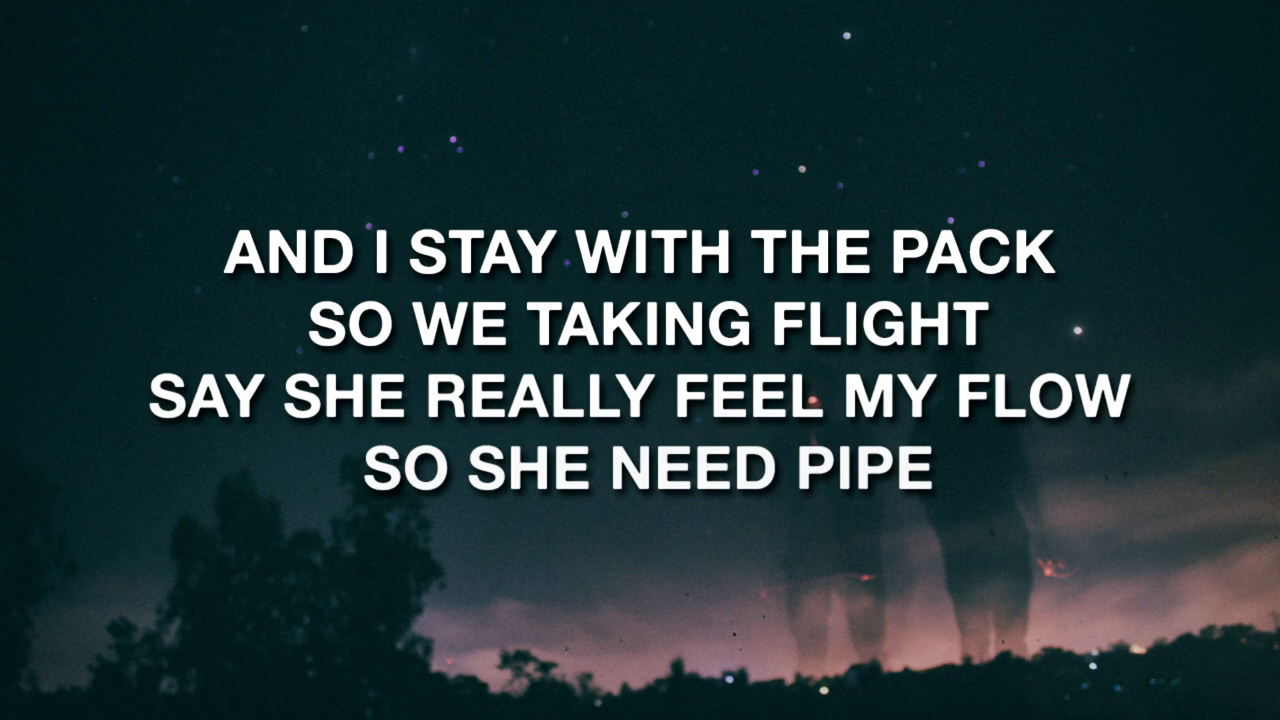 AND I STAY WITH THE PACK
SO WE TAKING FLIGHT
SAY SHE REALLY FEEL MY FLOW
SO SHE NEED PIPE